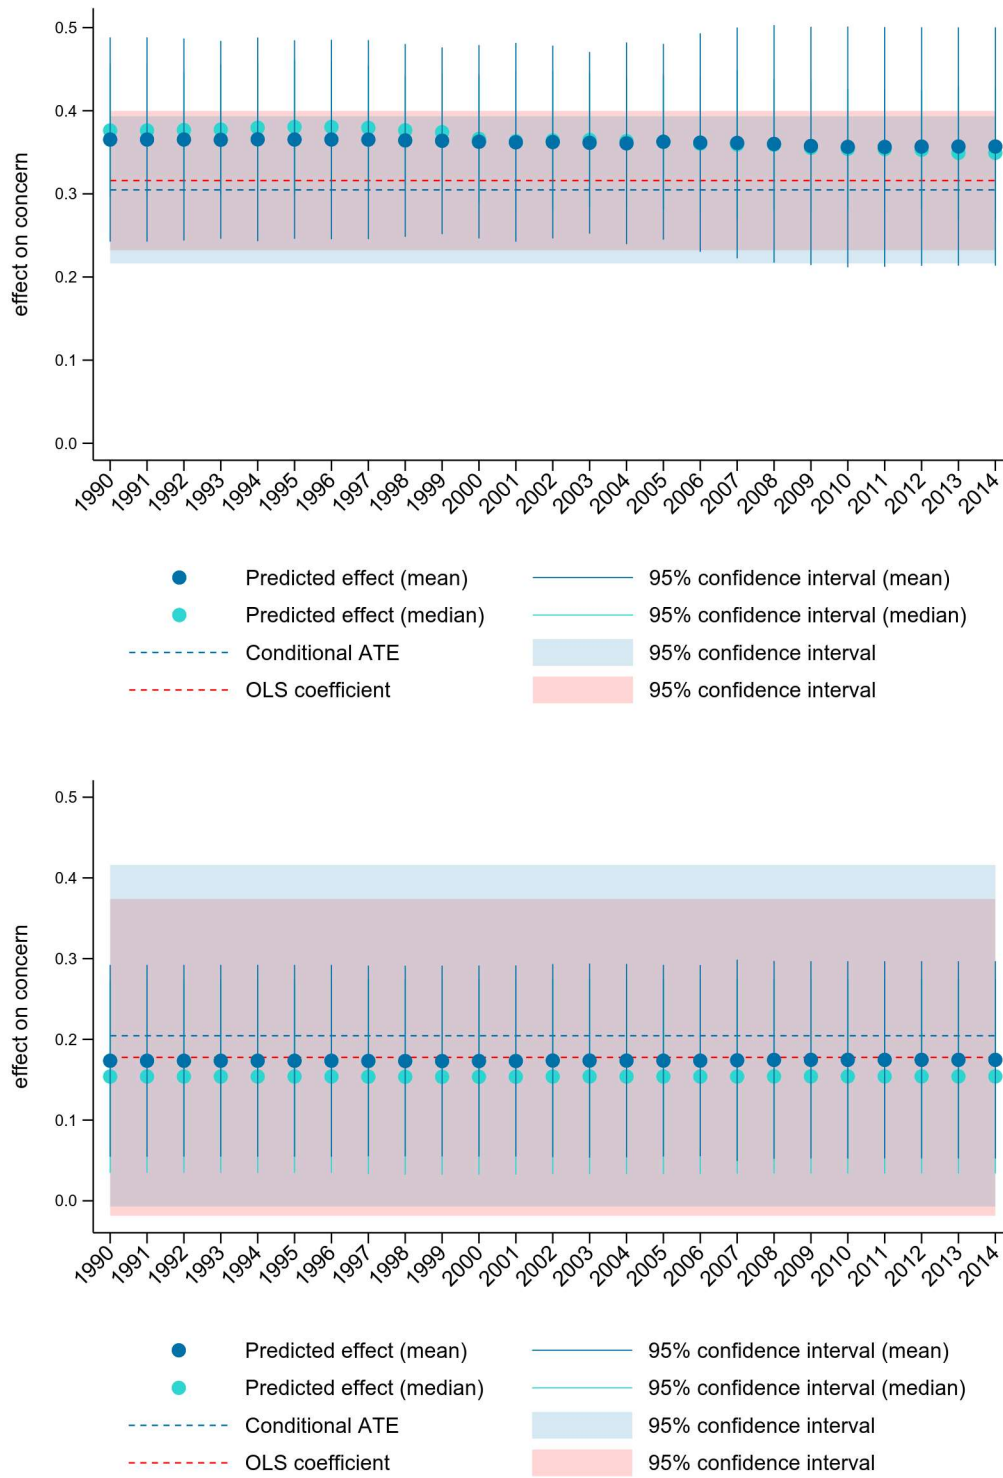 0.5
0.4
0.3
0.2
0.1
0.0
effect on concern
1990 1991 1992 1993 1994 1995 1996 1997 1998 1999 2000 2001 2002 2003 2004 2005 2006 2007 2008 2009 2010 2011 2012 2013 2014
Predicted effect (mean) 95% confidence interval (mean)
Predicted effect (median) 95% confidence interval (median)
Conditional ATE 95% confidence interval
OLS coefficient 95% confidence interval
0.5
0.4
0.3
0.2
0.1
0.0
effect on concern
1990 1991 1992 1993 1994 1995 1996 1997 1998 1999 2000 2001 2002 2003 2004 2005 2006 2007 2008 2009 2010 2011 2012 2013 2014
Predicted effect (mean) 95% confidence interval (mean)
Predicted effect (median) 95% confidence interval (median)
Conditional ATE 95% confidence interval
OLS coefficient 95% confidence interval